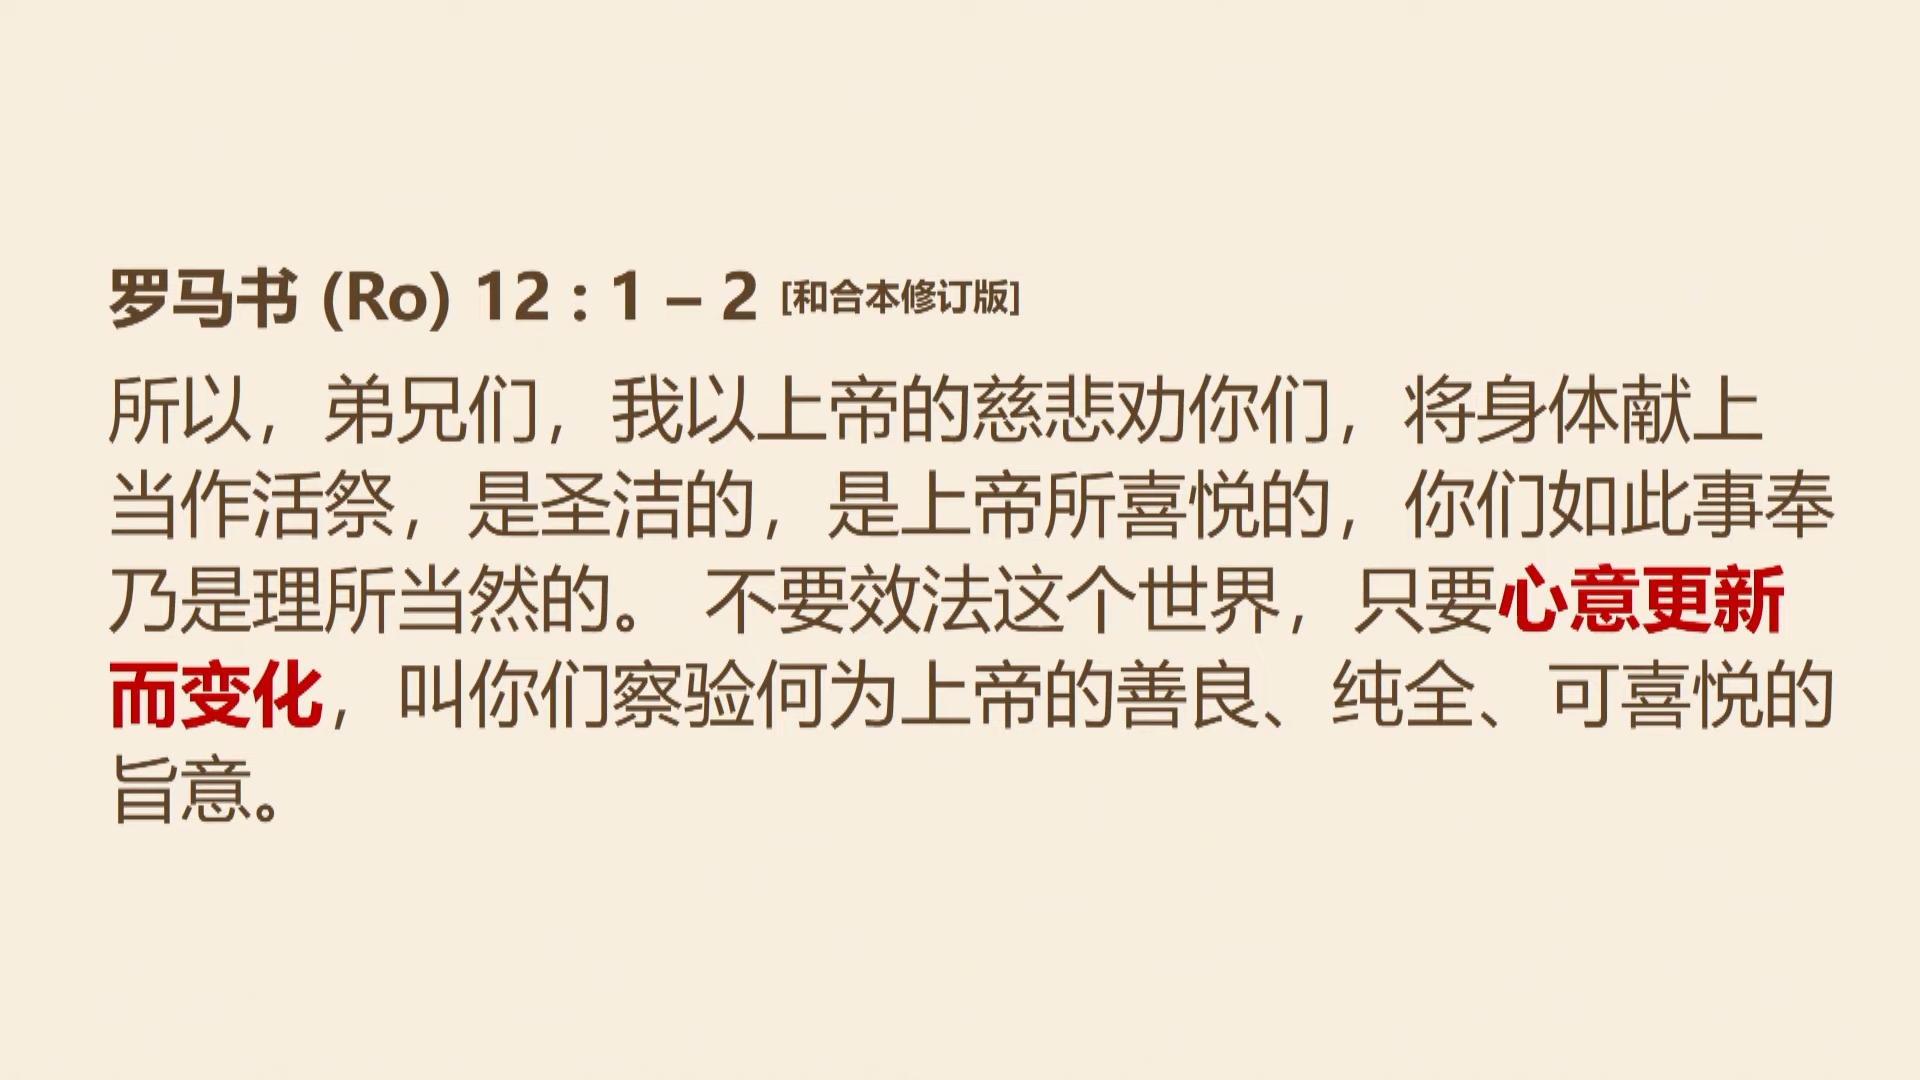 罗马书 (Ro) 12 : 1 – 2 [和合本修订版]
所以，弟兄们，我以上帝的慈悲劝你们，将身体献上
当作活祭，是圣洁的，是上帝所喜悦的，你们如此事奉
乃是理所当然的。 不要效法这个世界，只要心意更新
而变化，叫你们察验何为上帝的善良、纯全、可喜悦的
旨意。